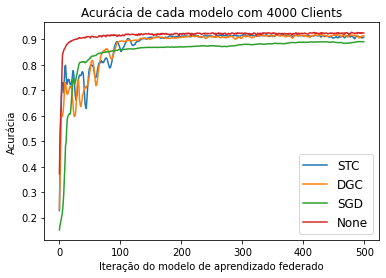 Acurácia de cada modelo com 4000 Clients
Acurácia
0.9
0.8
0.7
0.6
0.5
0.4
0.3
0.2
STC
DGC
SGD
None
0 100 200 300 400 500
Iteração do modelo de aprendizado federado